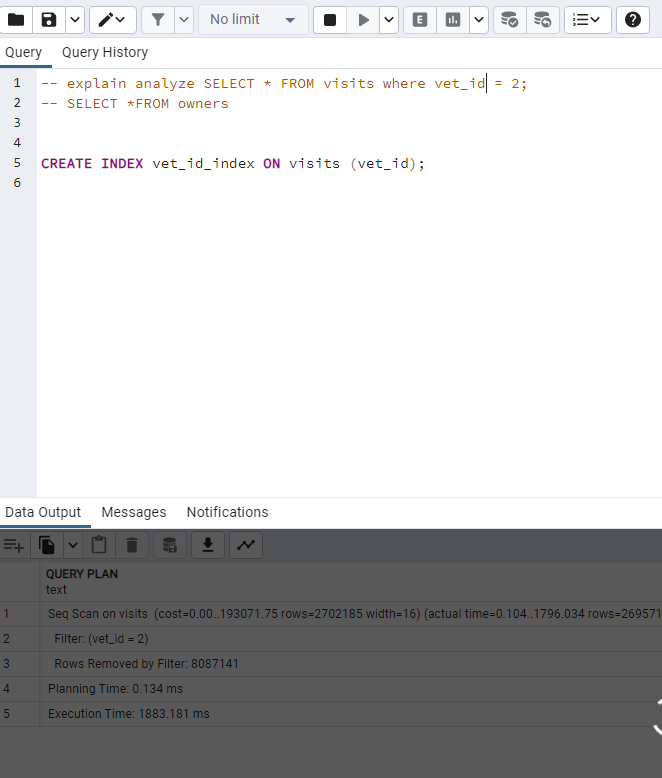 No limit
E
Query Query History
1 -- explain analyze SELECT * FROM visits where vet_id = 2;
2 -- SELECT *FROM owners
3
4
5 CREATE INDEX vet_id_index ON visits (vet_id);
6
Data Output Messages Notifications
QUERY PLAN
text
1 Seq Scan on visits (cost=0.00..193071.75 rows=2702185 width=16) (actual time=0.104..1796.034 rows=269571
2 Filter: (vet_id = 2)
3 Rows Removed by Filter: 8087141
4 Planning Time: 0.134 ms
5 Execution Time: 1883.181 ms